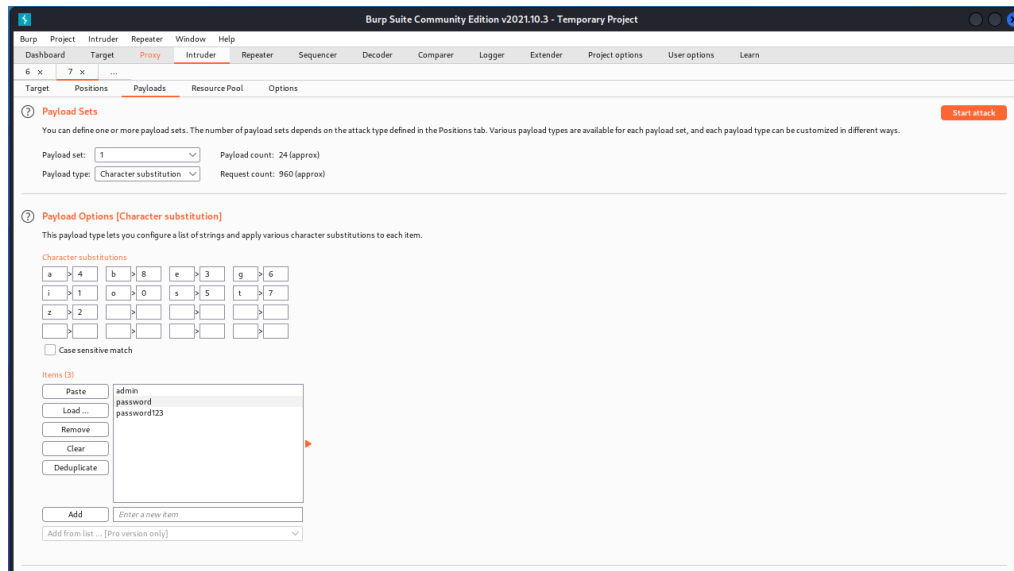 Burp Suite Community Edition v2021.10.3 - Temporary Project
Burp Project Intruder Repeater Window Help
Dashboard Target Proxy Intruder Repeater Sequencer Decoder Comparer Logger Extender Project options User options Learn
6 × 7 × ...
Target Positions Payloads Resource Pool Options
? Payload Sets Start attack
You can define one or more payload sets. The number of payload sets depends on the attack type defined in the Positions tab. Various payload types are available for each payload set, and each payload type can be customized in different ways.
Payload set: 1 Payload count: 24 (approx)
Payload type: Character substitution Request count: 960 (approx)
? Payload Options [Character substitution]
This payload type lets you configure a list of strings and apply various character substitutions to each item.
Character substitutions
a > 4 b > 8 e > 3 g > 6
i > 1 o > 0 s > 5 t > 7
z > 2 > > >
> > > >
Case sensitive match
Items (3)
Paste admin
password
Load ... password123
Remove
Clear
Deduplicate
Add Enter a new item
Add from list ... [Pro version only]